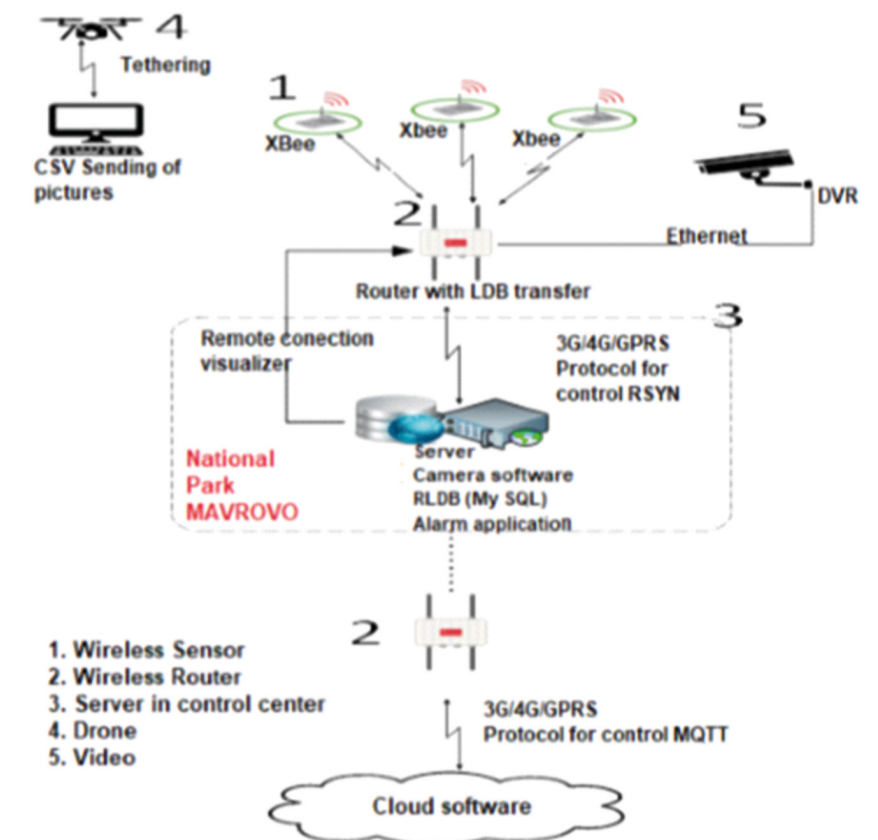 4
Tethering
CSV Sending of
pictures
1
XBee
Xbee
Xbee
5
DVR
Ethernet
2
Router with LDB transfer
3
Remote conection
visualizer
3G/4G/GPRS
Protocol for
control RSYN
National
Park
MAVROVO
Server
Camera software
RLDB (My SQL)
Alarm application
2
1. Wireless Sensor
2. Wireless Router
3. Server in control center
4. Drone
5. Video
3G/4G/GPRS
Protocol for control MQTT
Cloud software